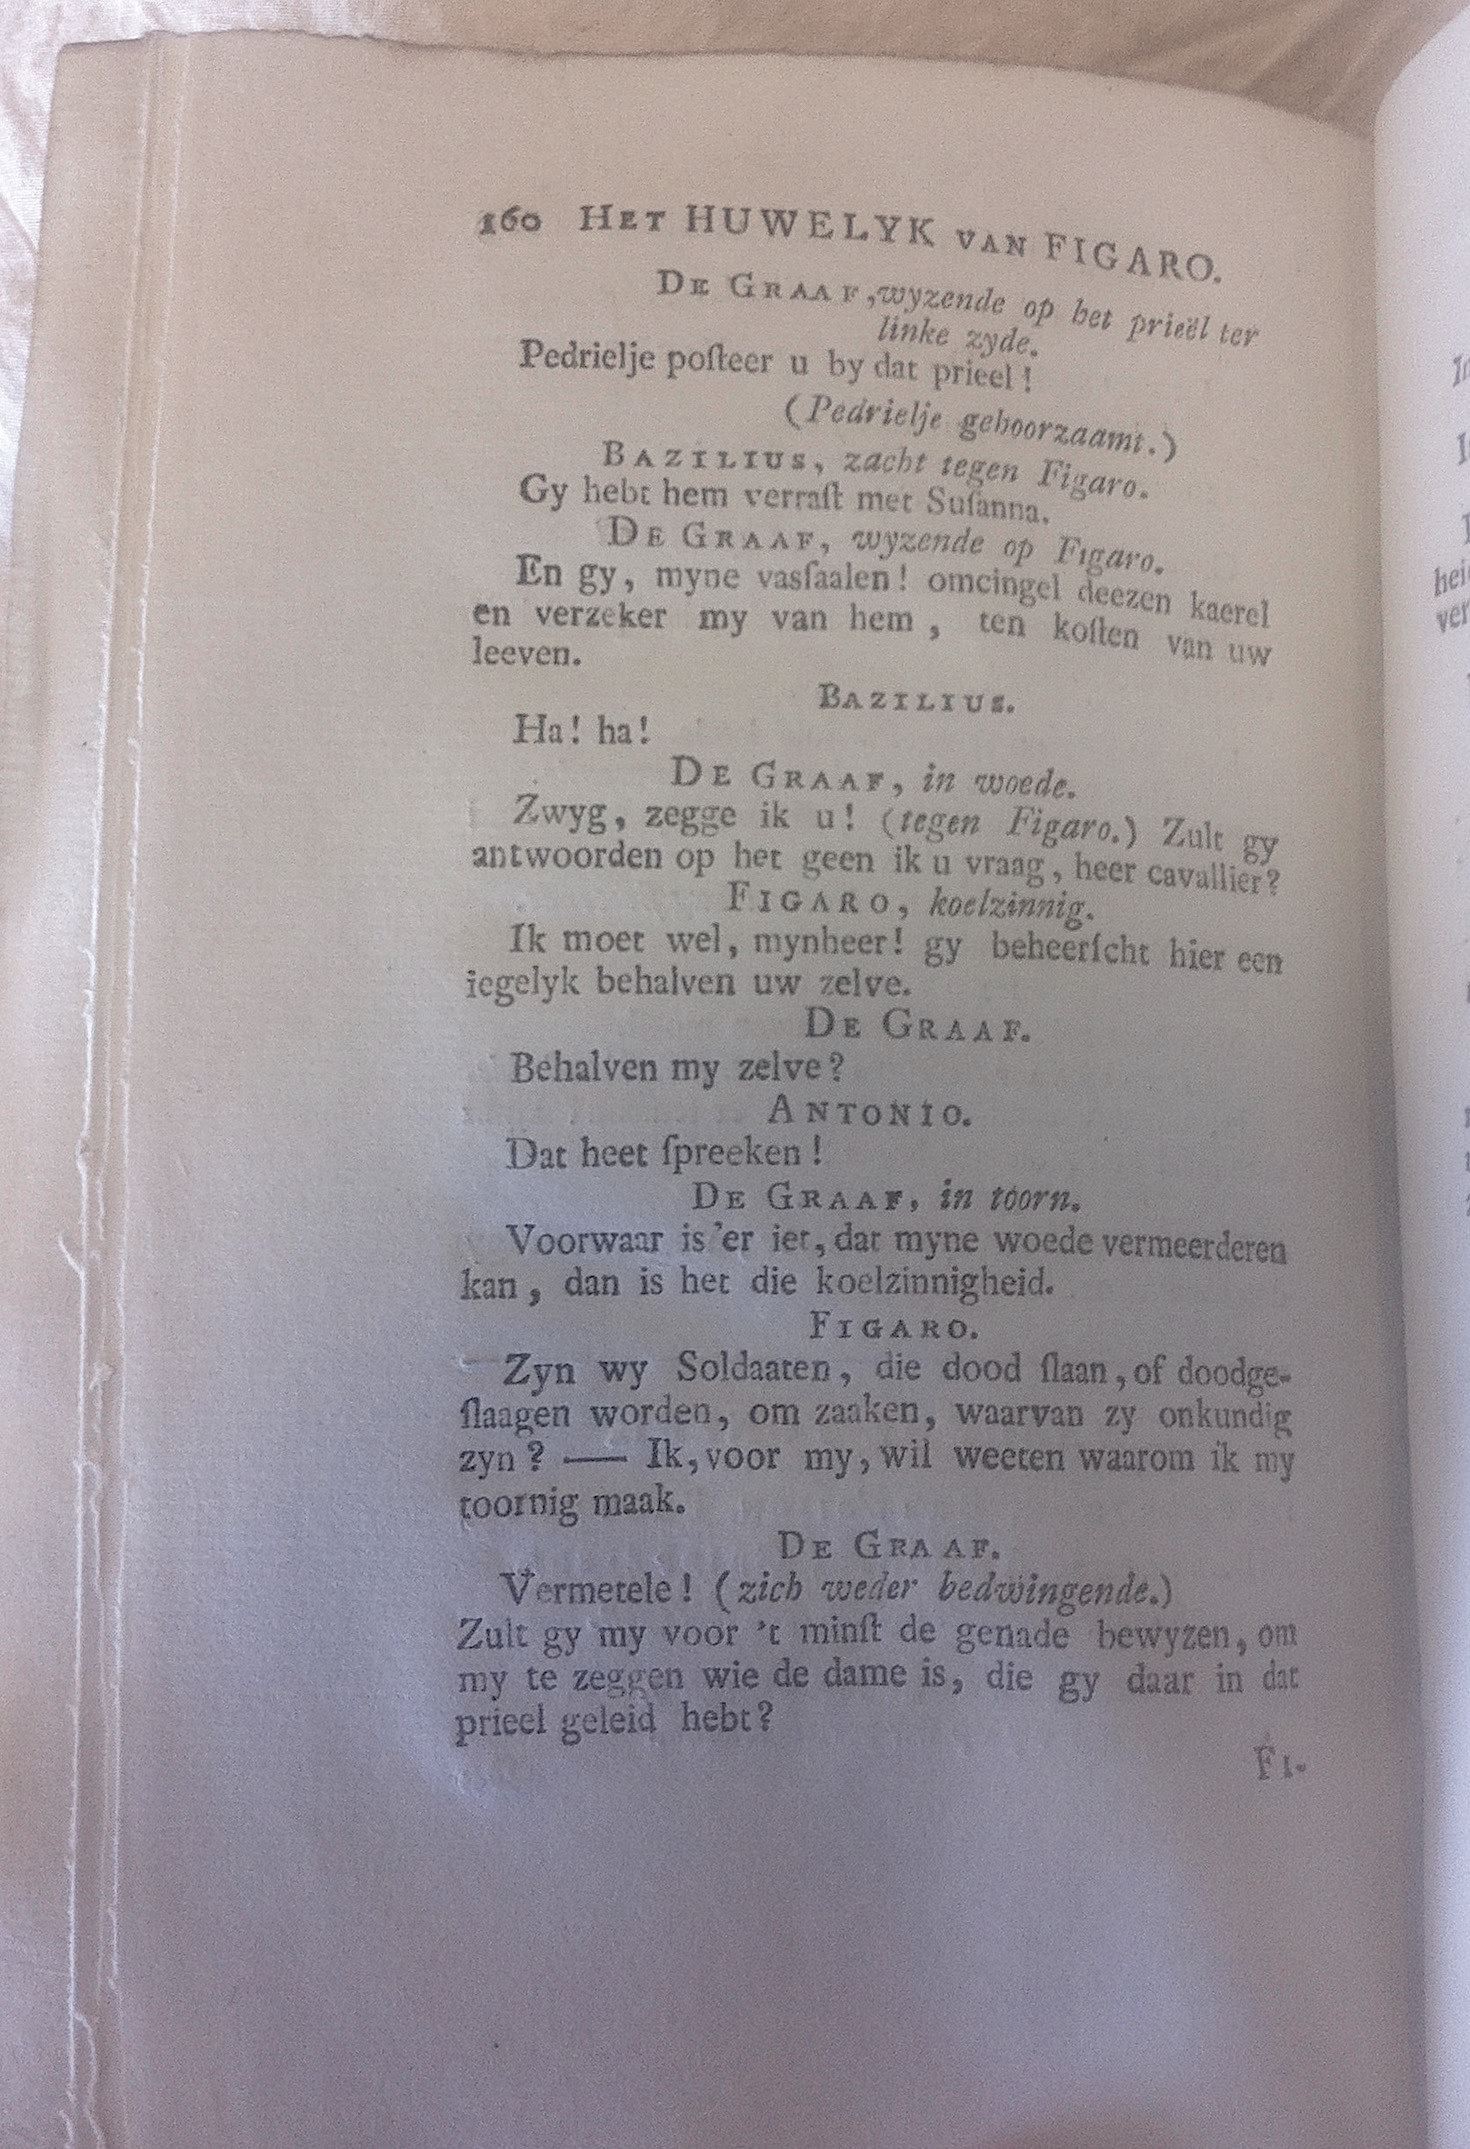 160 HET HUWELYK VAN FIGARO.
DE GRAAF, wyzende op het prieël ter
linke zyde.
Pedrielje poſteer u by dat prieel!
(Pedrielje gehoorzaamt.)
BAZILIUS, zacht tegen Figaro.
Gy hebt hem verraſt met Suſanna.
DE GRAAF, wyzende op Figaro.
En gy, myne vasſaalen! omcingel deezen kaerel
en verzeker my van hem, ten koſten van uw
leeven.
BAZILIUS.
Ha! ha!
DE GRAAF, in woede.
Zwyg, zegge ik u! (tegen Figaro.) Zult gy
antwoorden op het geen ik u vraag, heer cavallier?
FIGARO, koelzinnig.
Ik moet wel, mynheer! gy beheerſcht hier een
iegelyk behalven uw zelve.
DE GRAAF.
Behalven my zelve?
ANTONIO.
Dat heet ſpreeken!
DE GRAAF, in toorn.
Voorwaar is 'er iet, dat myne woede vermeerderen
kan, dan is het die koelzinnigheid.
FIGARO.
Zyn wy Soldaaten, die dood ſlaan, of doodge-
ſlaagen worden, om zaaken, waarvan zy onkundig
zyn? — Ik, voor my, wil weeten waarom ik my
toornig maak.
DE GRAAF.
Vermetele! (zich weder bedwingende.)
Zult gy my voor 't minſt de genade bewyzen, om
my te zeggen wie de dame is, die gy daar in dat
prieel geleid hebt?
FI-